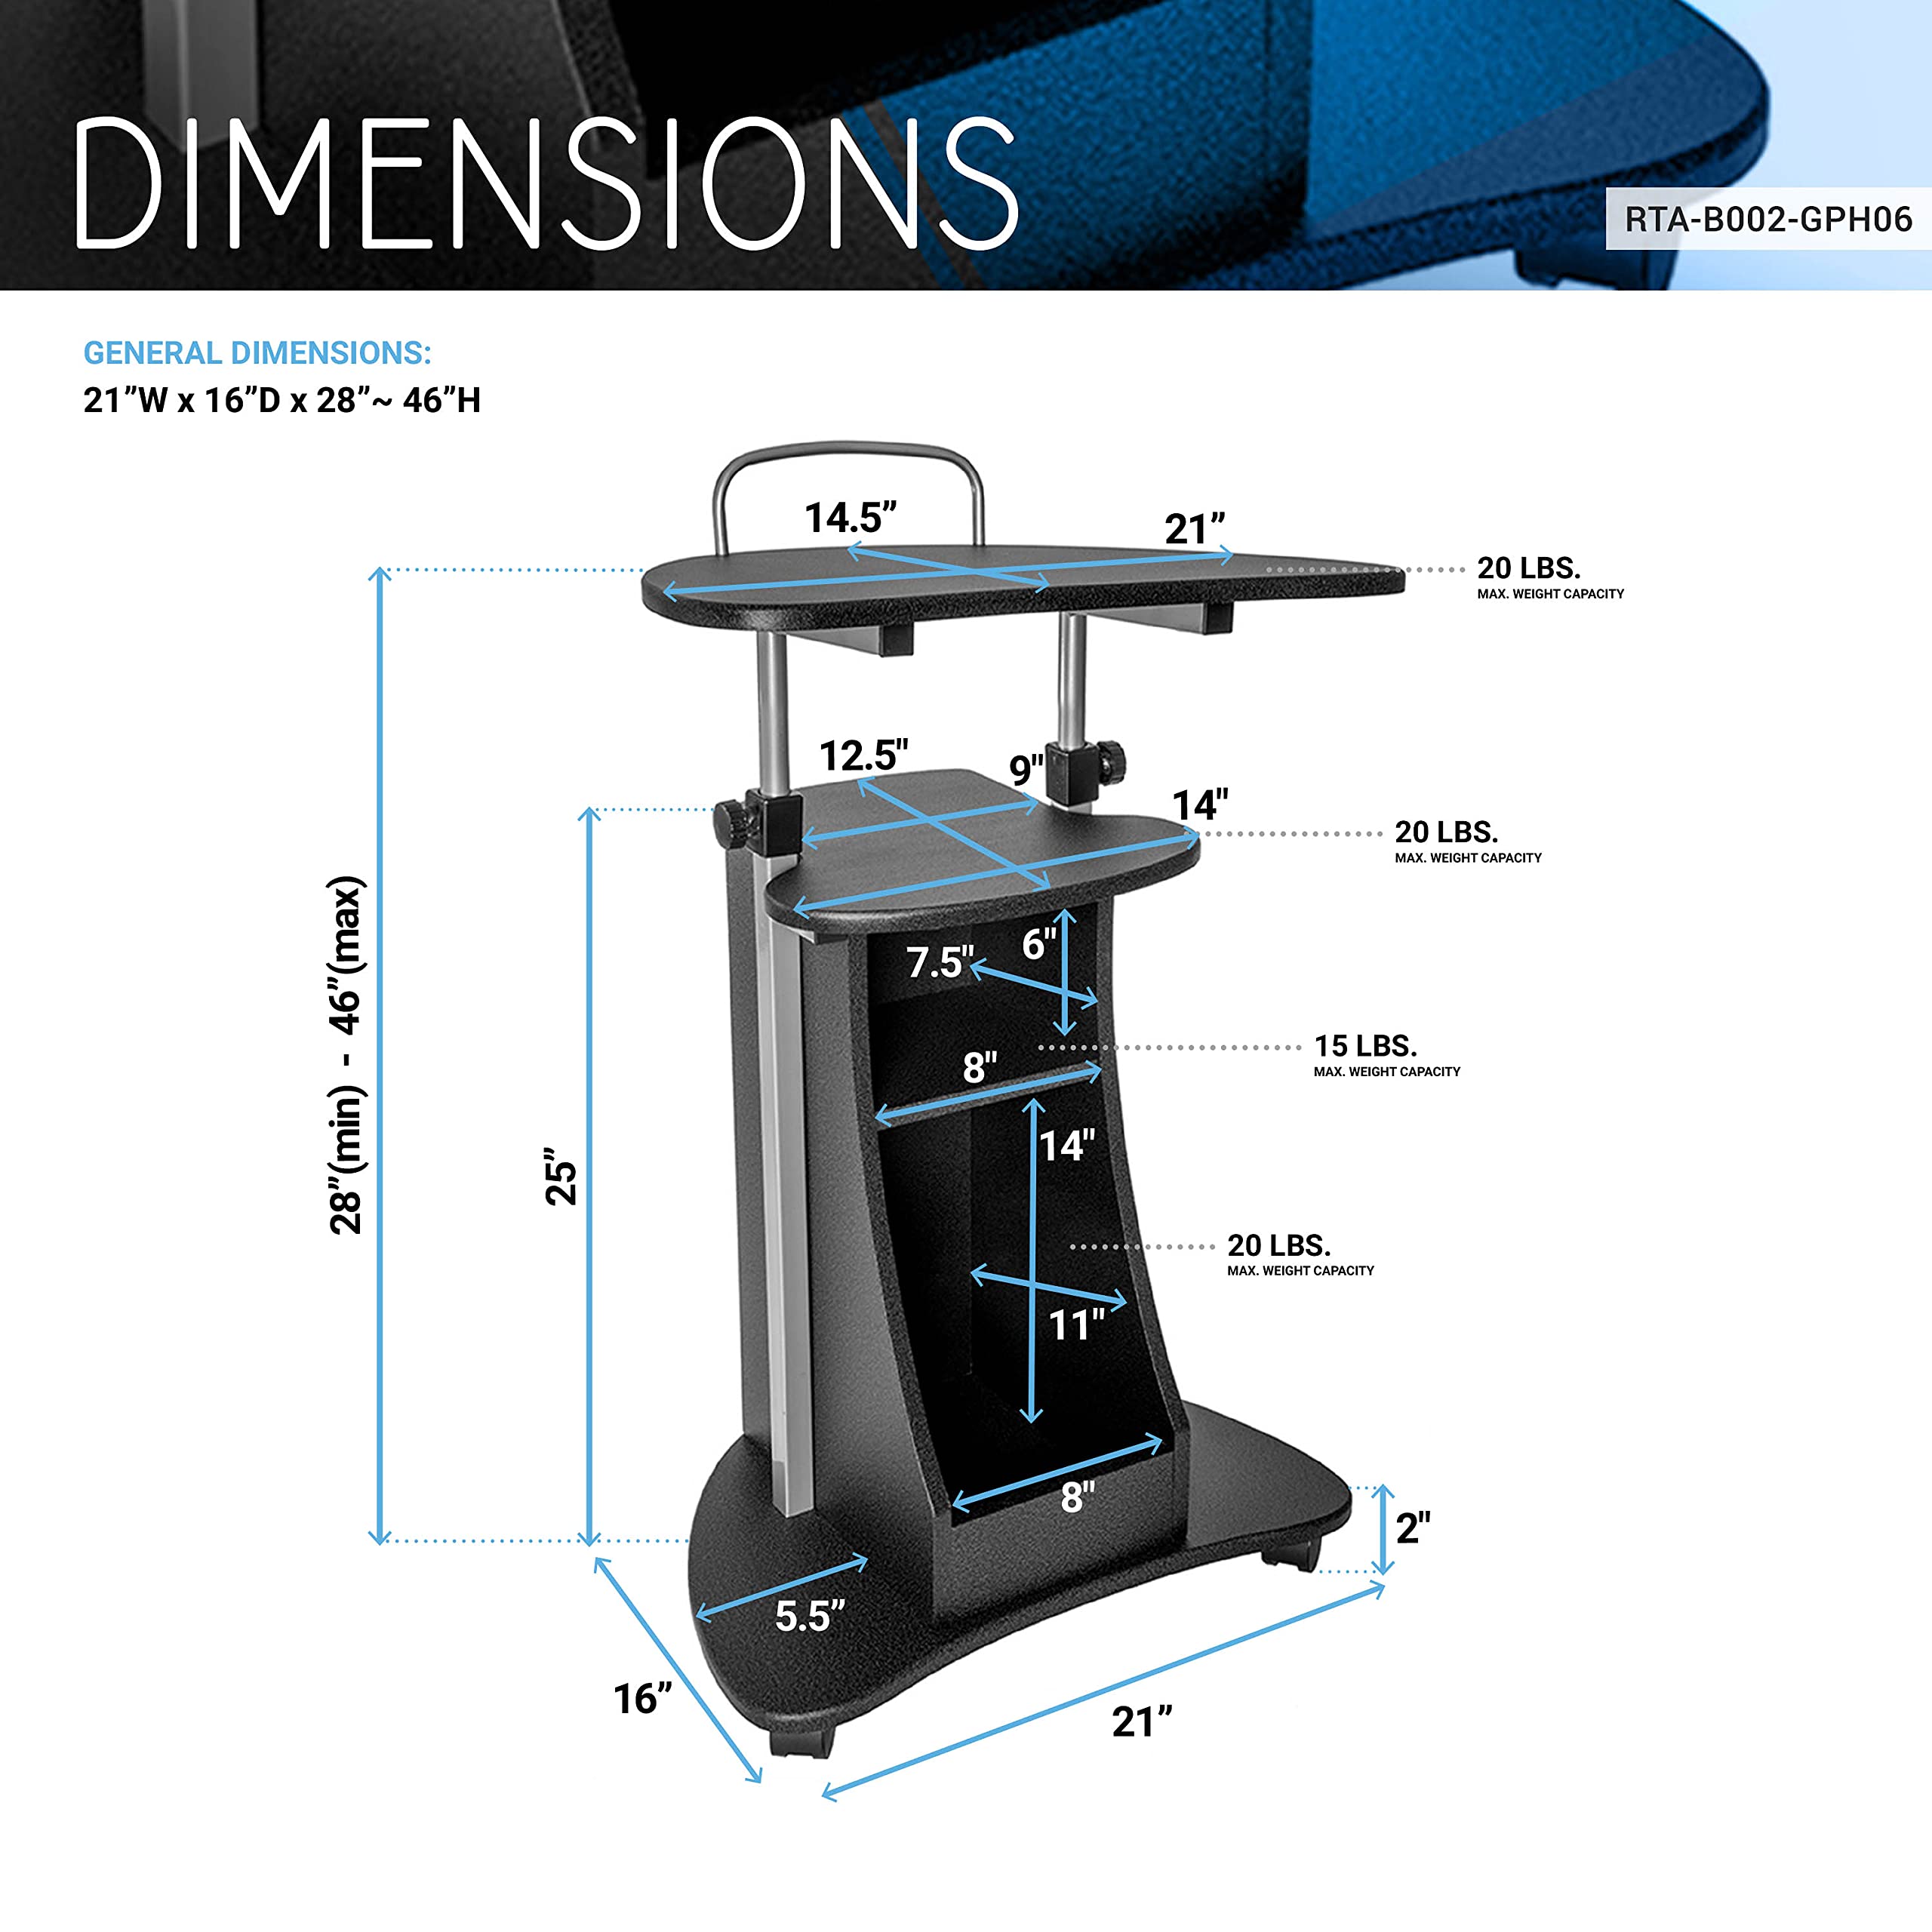 DIMENSIONS
RTA-B002-GPH06
GENERAL DIMENSIONS:
21”W x 16”D x 28”~ 46”H
14.5”
21”
20 LBS.
MAX. WEIGHT CAPACITY
12.5"
9"
14"
20 LBS.
MAX. WEIGHT CAPACITY
28”(min) - 46”(max)
25”
7.5"
6"
15 LBS.
MAX. WEIGHT CAPACITY
8"
14"
20 LBS.
MAX. WEIGHT CAPACITY
11"
8"
2"
5.5”
16”
21”